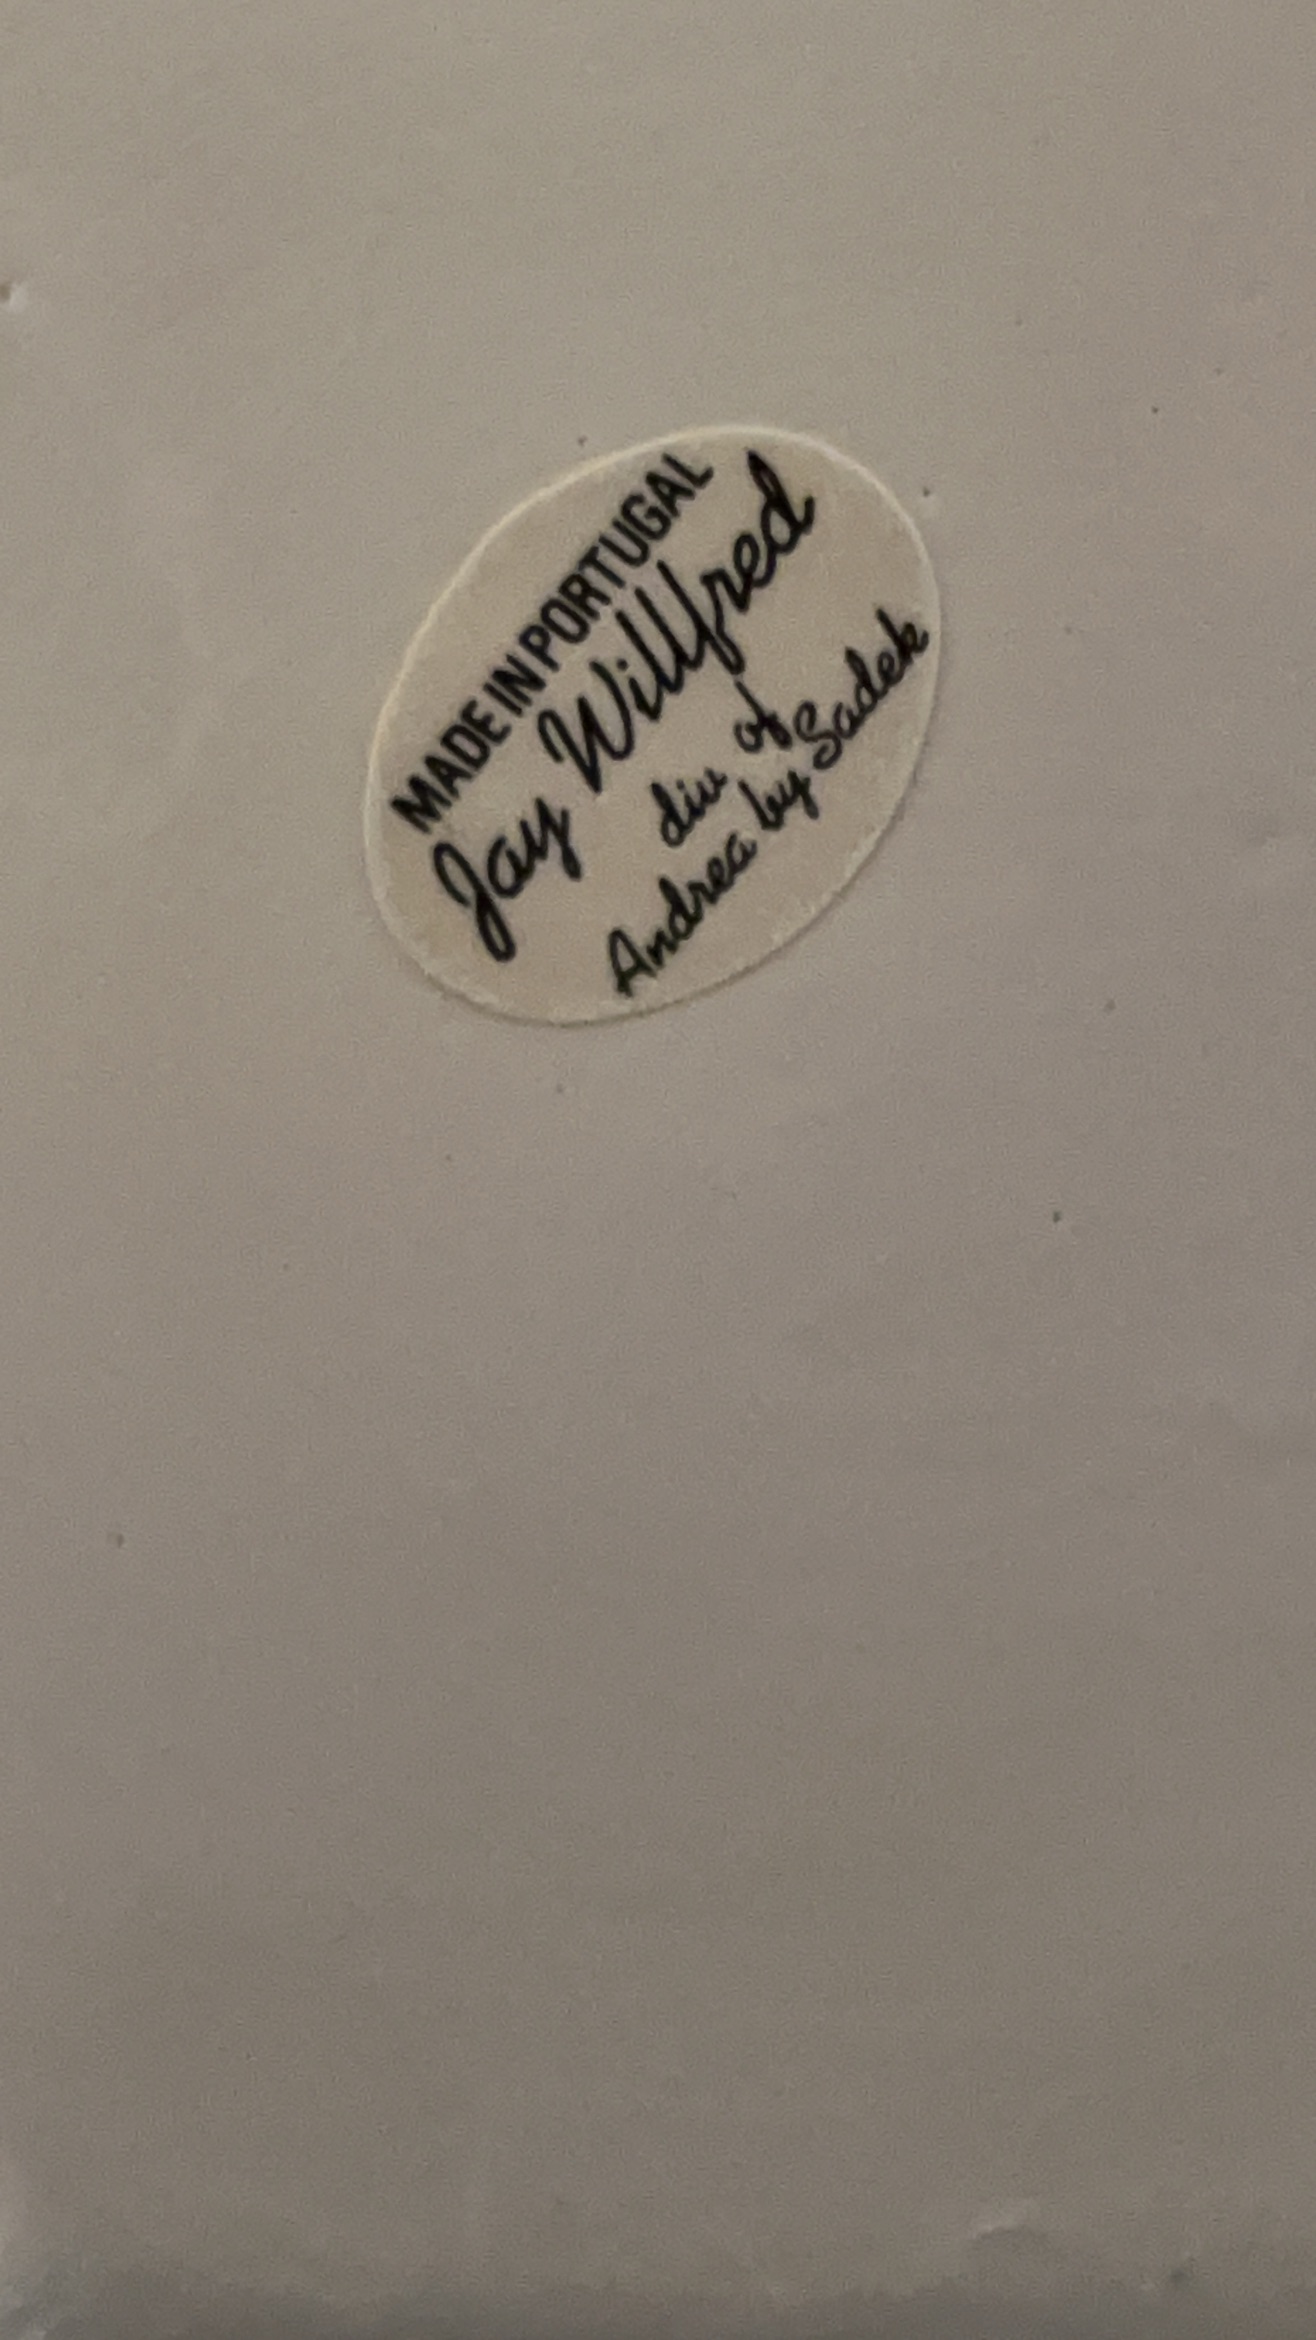 MADE IN PORTUGAL
Jay Willfred
div of
Andrea by Sadek